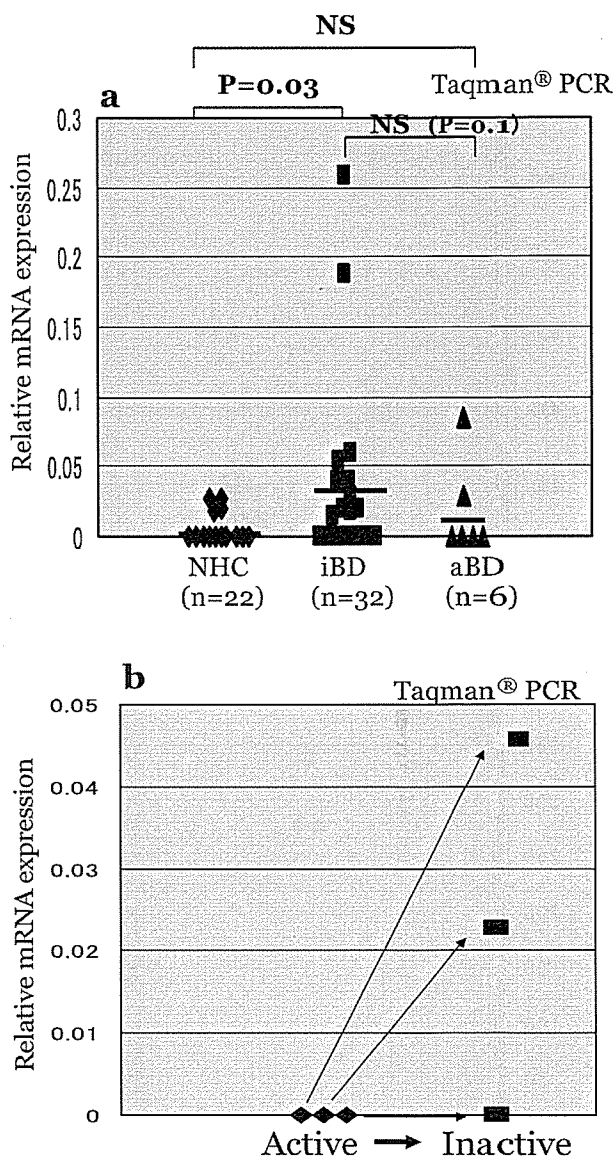 NS
a
P=0.03
Taqman® PCR
NS (P=0.1)
Relative mRNA expression
0.3
0.25
0.2
0.15
0.1
0.05
0
NHC
(n=22)
iBD
(n=32)
aBD
(n=6)
b
Taqman® PCR
Relative mRNA expression
0.05
0.04
0.03
0.02
0.01
0
Active → Inactive